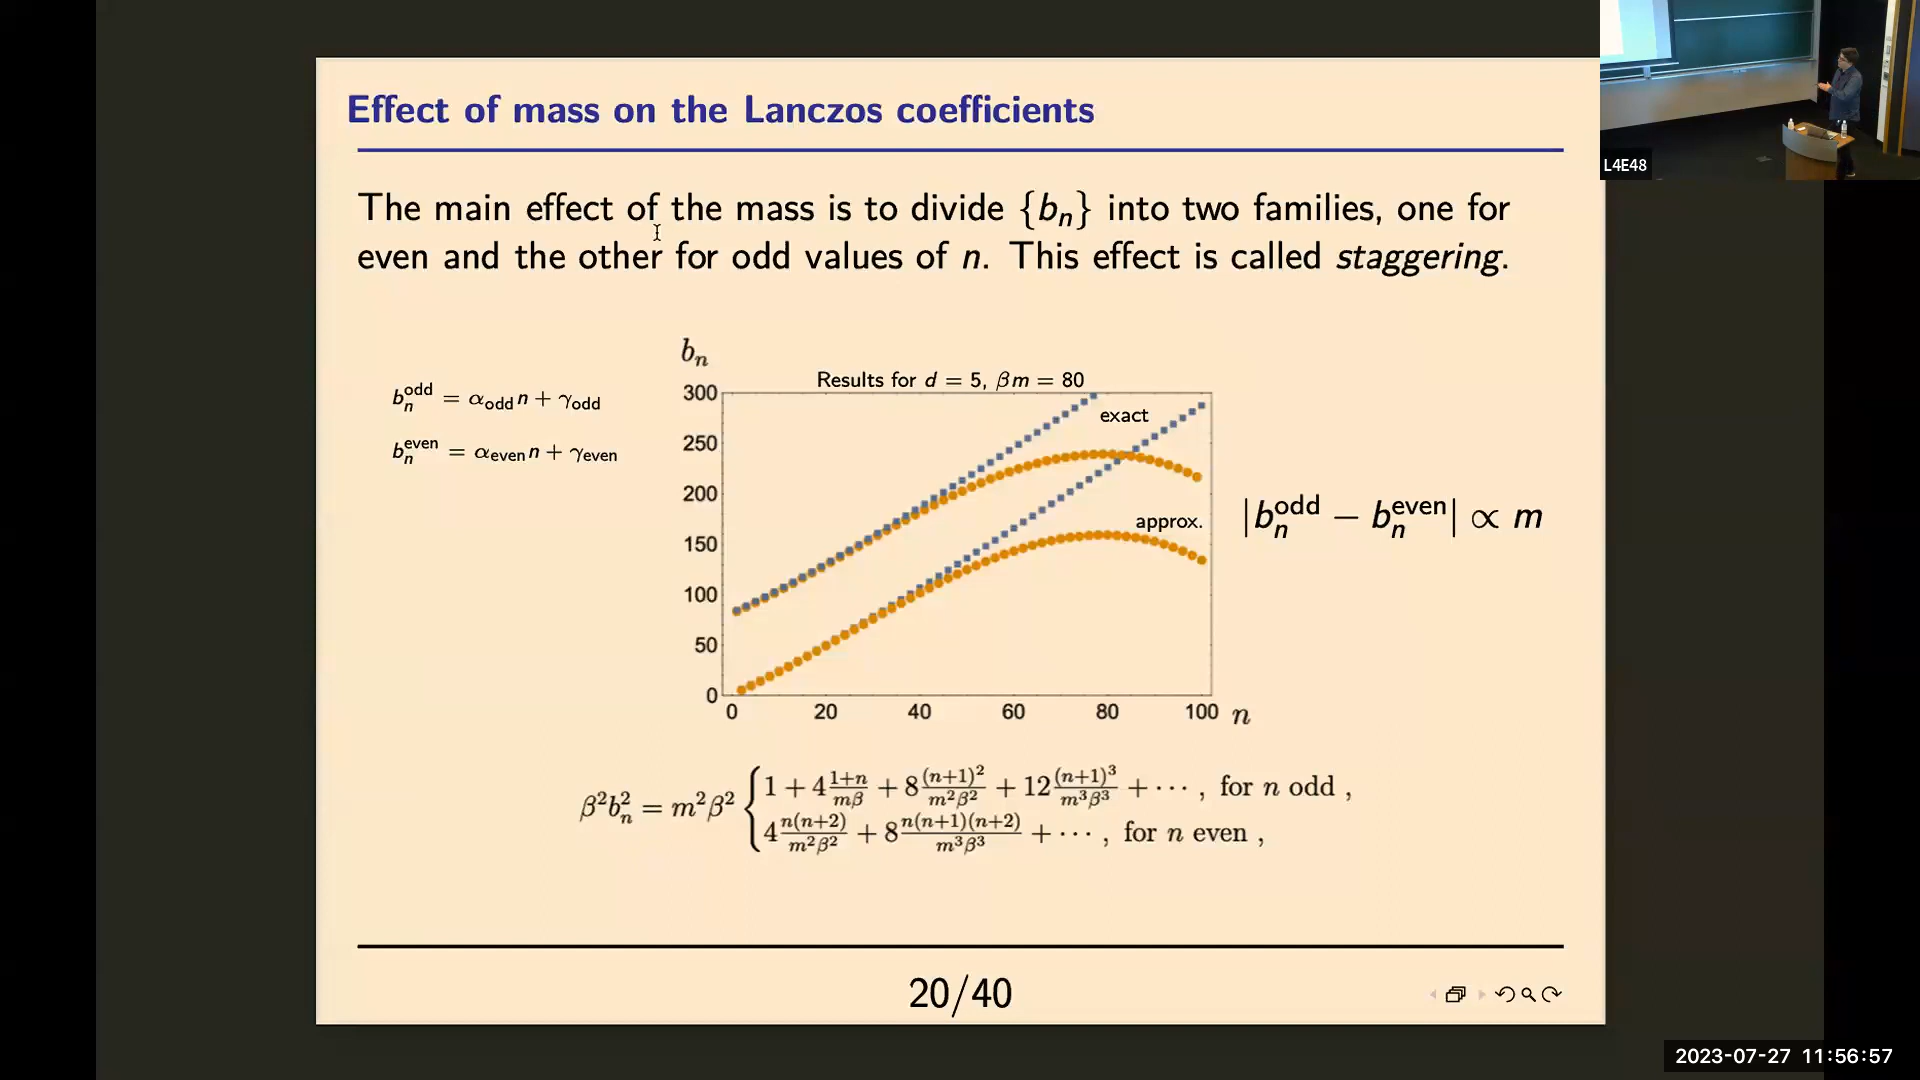 Effect of mass on the Lanczos coefficients
L4E48
The main effect of the mass is to divide {b_n} into two families, one for
even and the other for odd values of n. This effect is called staggering.
b_n
Results for d = 5, βm = 80
b_n^odd = α_odd n + γ_odd
b_n^even = α_even n + γ_even
300
250
200
150
100
50
0
exact
approx.
0 20 40 60 80 100 n
|b_n^odd − b_n^even| ∝ m
β²b_n² = m²β² { 1 + 4 (1+n)/(mβ) + 8 (n+1)²/(m²β²) + 12 (n+1)³/(m³β³) + ⋯ , for n odd ,
4 n(n+2)/(m²β²) + 8 n(n+1)(n+2)/(m³β³) + ⋯ , for n even ,
20/40
2023-07-27 11:56:57